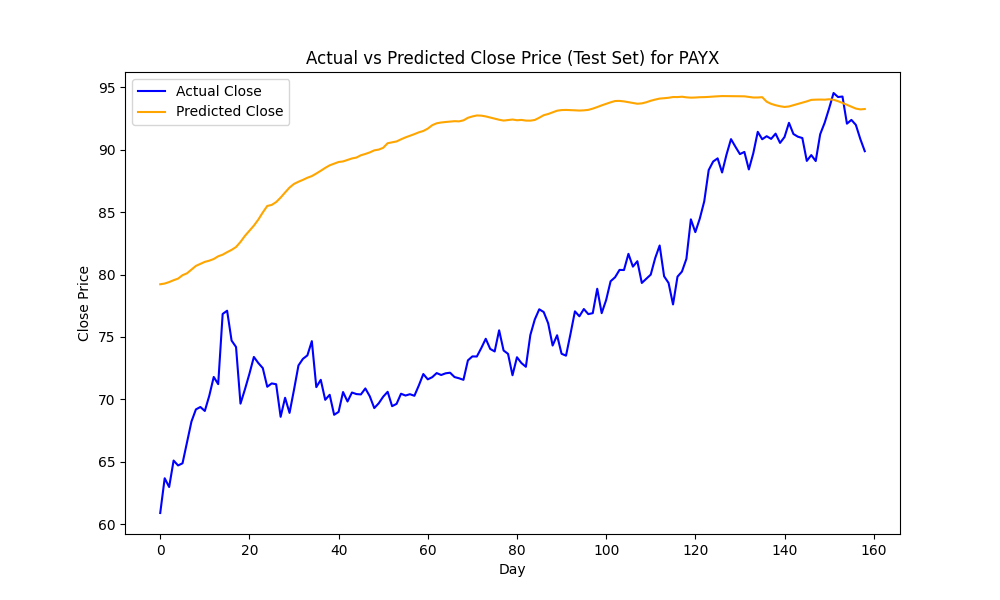 Actual vs Predicted Close Price (Test Set) for PAYX
Actual Close
Predicted Close
95
90
85
80
75
70
65
60
Close Price
0 20 40 60 80 100 120 140 160
Day